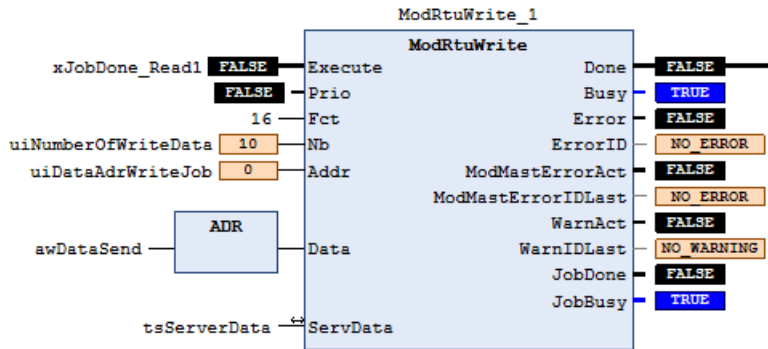 ModRtuWrite_1
ModRtuWrite
xJobDone_Read1 FALSE Execute Done FALSE
FALSE Prio Busy TRUE
16 Fct Error FALSE
uiNumberOfWriteData 10 Nb ErrorID NO_ERROR
uiDataAdrWriteJob 0 Addr ModMastErrorAct FALSE
ModMastErrorIDLast NO_ERROR
ADR WarnAct FALSE
awDataSend Data WarnIDLast NO_WARNING
JobDone FALSE
JobBusy TRUE
tsServerData ServData